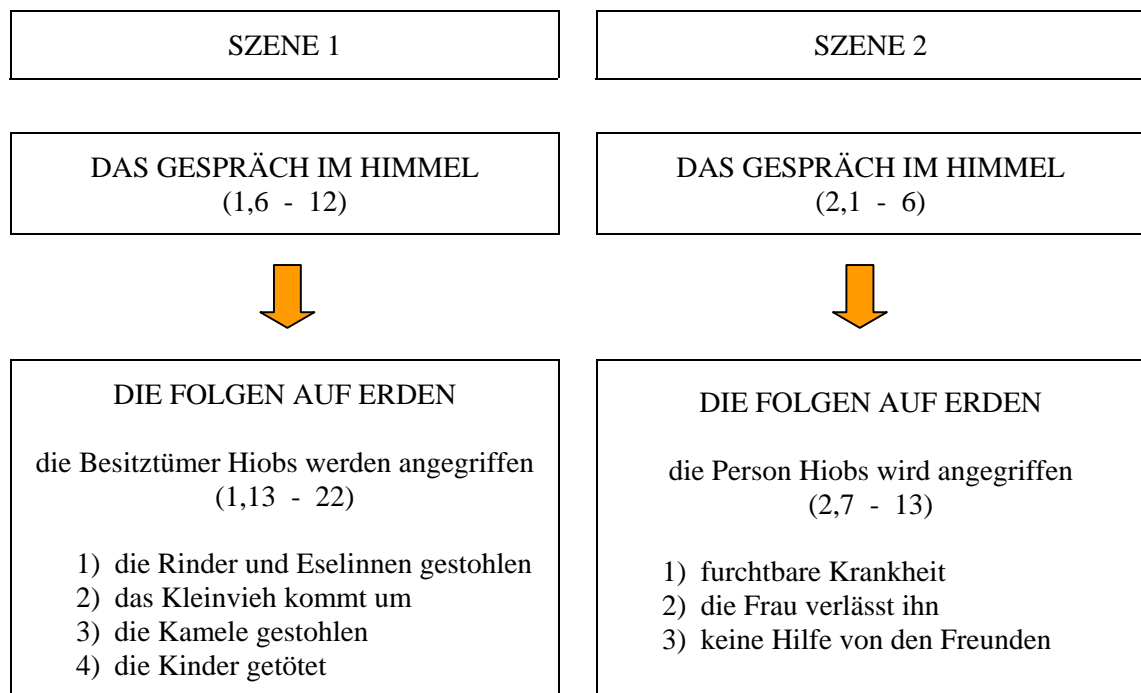 SZENE 1
DAS GESPRÄCH IM HIMMEL
(1,6 - 12)
DIE FOLGEN AUF ERDEN
die Besitztümer Hiobs werden angegriffen
(1,13 - 22)
1) die Rinder und Eselinnen gestohlen
2) das Kleinvieh kommt um
3) die Kamele gestohlen
4) die Kinder getötet
SZENE 2
DAS GESPRÄCH IM HIMMEL
(2,1 - 6)
DIE FOLGEN AUF ERDEN
die Person Hiobs wird angegriffen
(2,7 - 13)
1) furchtbare Krankheit
2) die Frau verlässt ihn
3) keine Hilfe von den Freunden